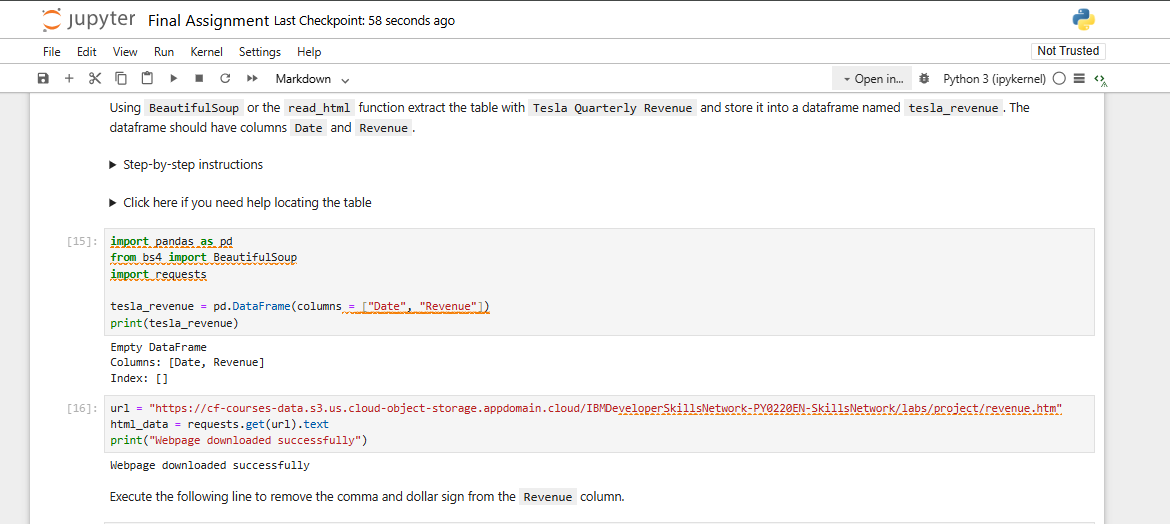 jupyter Final Assignment Last Checkpoint: 58 seconds ago
File Edit View Run Kernel Settings Help Not Trusted
Markdown Open in... Python 3 (ipykernel)
Using BeautifulSoup or the read_html function extract the table with Tesla Quarterly Revenue and store it into a dataframe named tesla_revenue. The
dataframe should have columns Date and Revenue.
Step-by-step instructions
Click here if you need help locating the table
[15]: import pandas as pd
from bs4 import BeautifulSoup
import requests
tesla_revenue = pd.DataFrame(columns = ["Date", "Revenue"])
print(tesla_revenue)
Empty DataFrame
Columns: [Date, Revenue]
Index: []
[16]: url = "https://cf-courses-data.s3.us.cloud-object-storage.appdomain.cloud/IBMDeveloperSkillsNetwork-PY0220EN-SkillsNetwork/labs/project/revenue.htm"
html_data = requests.get(url).text
print("Webpage downloaded successfully")
Webpage downloaded successfully
Execute the following line to remove the comma and dollar sign from the Revenue column.